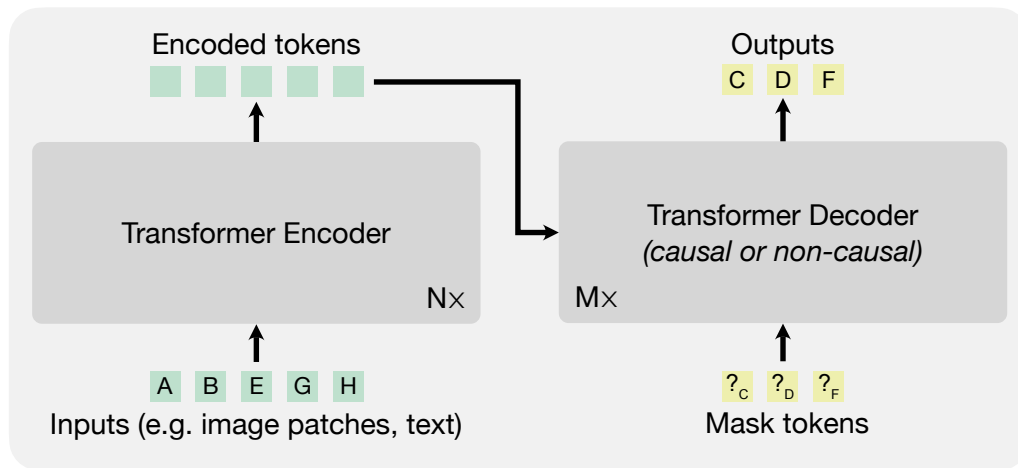 Encoded tokens
Transformer Encoder
N×
A B E G H
Inputs (e.g. image patches, text)
Outputs
C D F
Transformer Decoder
(causal or non-causal)
M×
?C ?D ?F
Mask tokens